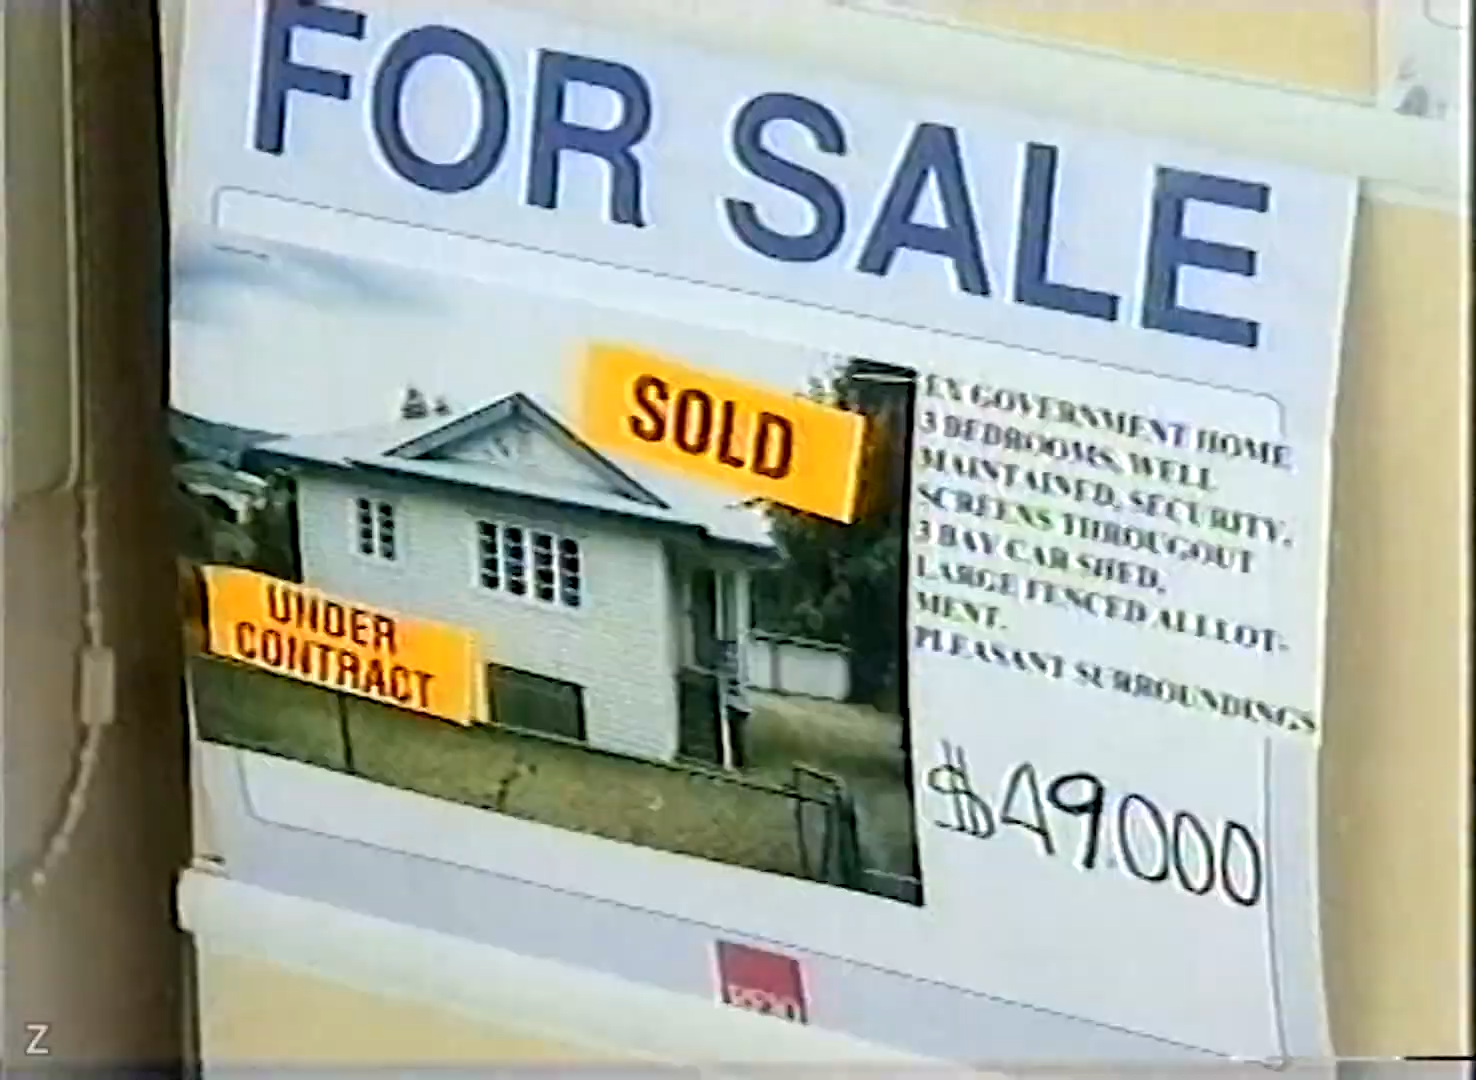 FOR SALE
SOLD
UNDER
CONTRACT
EX GOVERNMENT HOME
3 BEDROOMS, WELL
MAINTAINED, SECURITY,
SCREENS THROUGOUT
3 BAY CAR SHED,
LARGE FENCED ALLLOT-
MENT.
PLEASANT SURROUNDINGS
$49.000
Z